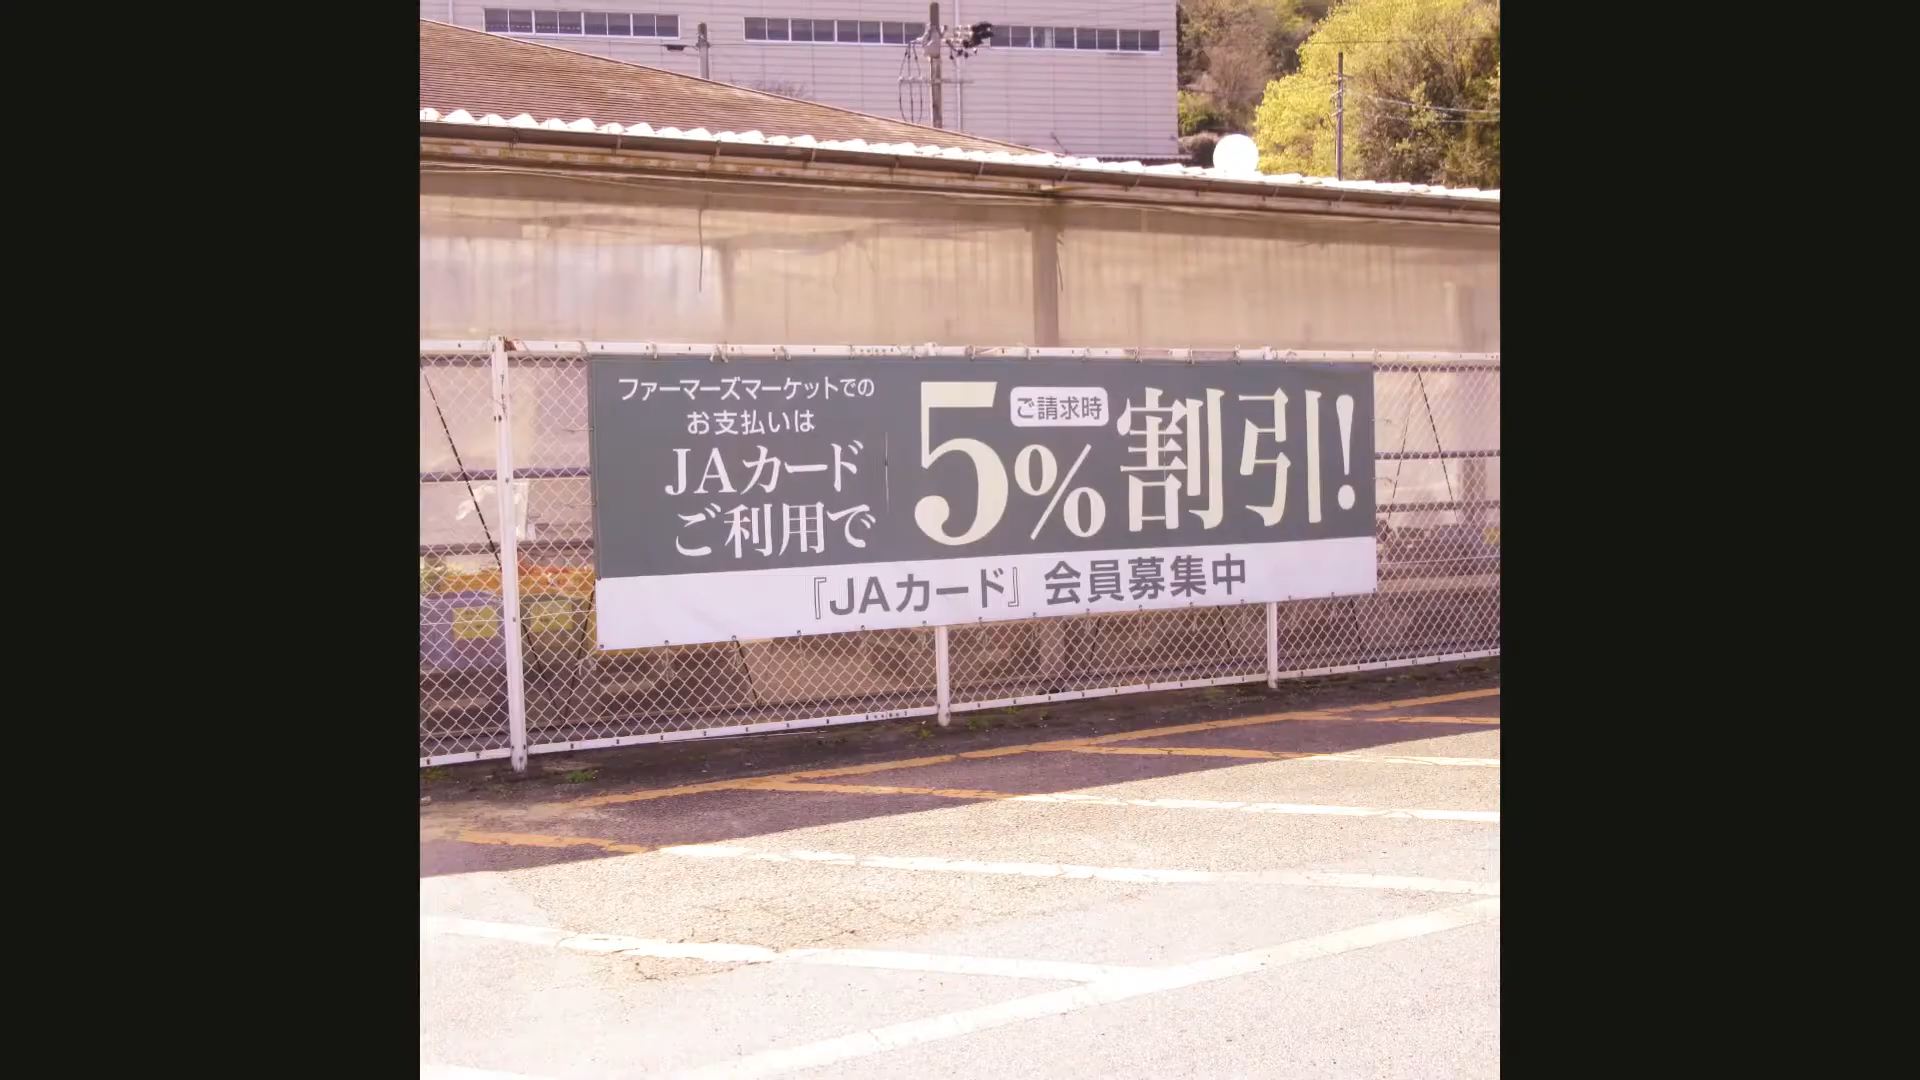 ファーマーズマーケットでの
お支払いは
JAカード
ご利用で
ご請求時
5%割引!
『JAカード』会員募集中